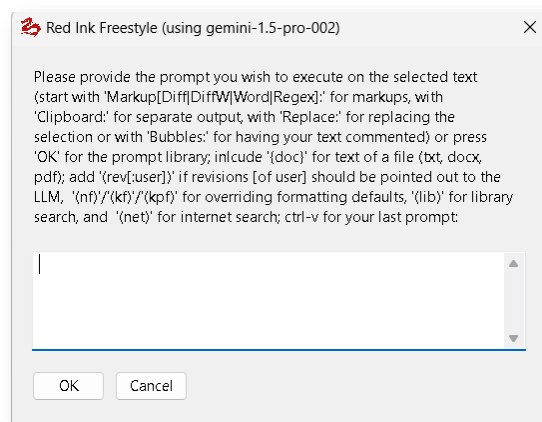 Red Ink Freestyle (using gemini-1.5-pro-002)
Please provide the prompt you wish to execute on the selected text
(start with 'Markup[Diff|DiffW|Word|Regex]:' for markups, with
'Clipboard:' for separate output, with 'Replace:' for replacing the
selection or with 'Bubbles:' for having your text commented) or press
'OK' for the prompt library; inlcude '{doc}' for text of a file (txt, docx,
pdf); add '(rev[:user])' if revisions [of user] should be pointed out to the
LLM, '(nf)'/'(kf)'/'(kpf)' for overriding formatting defaults, '(lib)' for library
search, and '(net)' for internet search; ctrl-v for your last prompt:
OK
Cancel